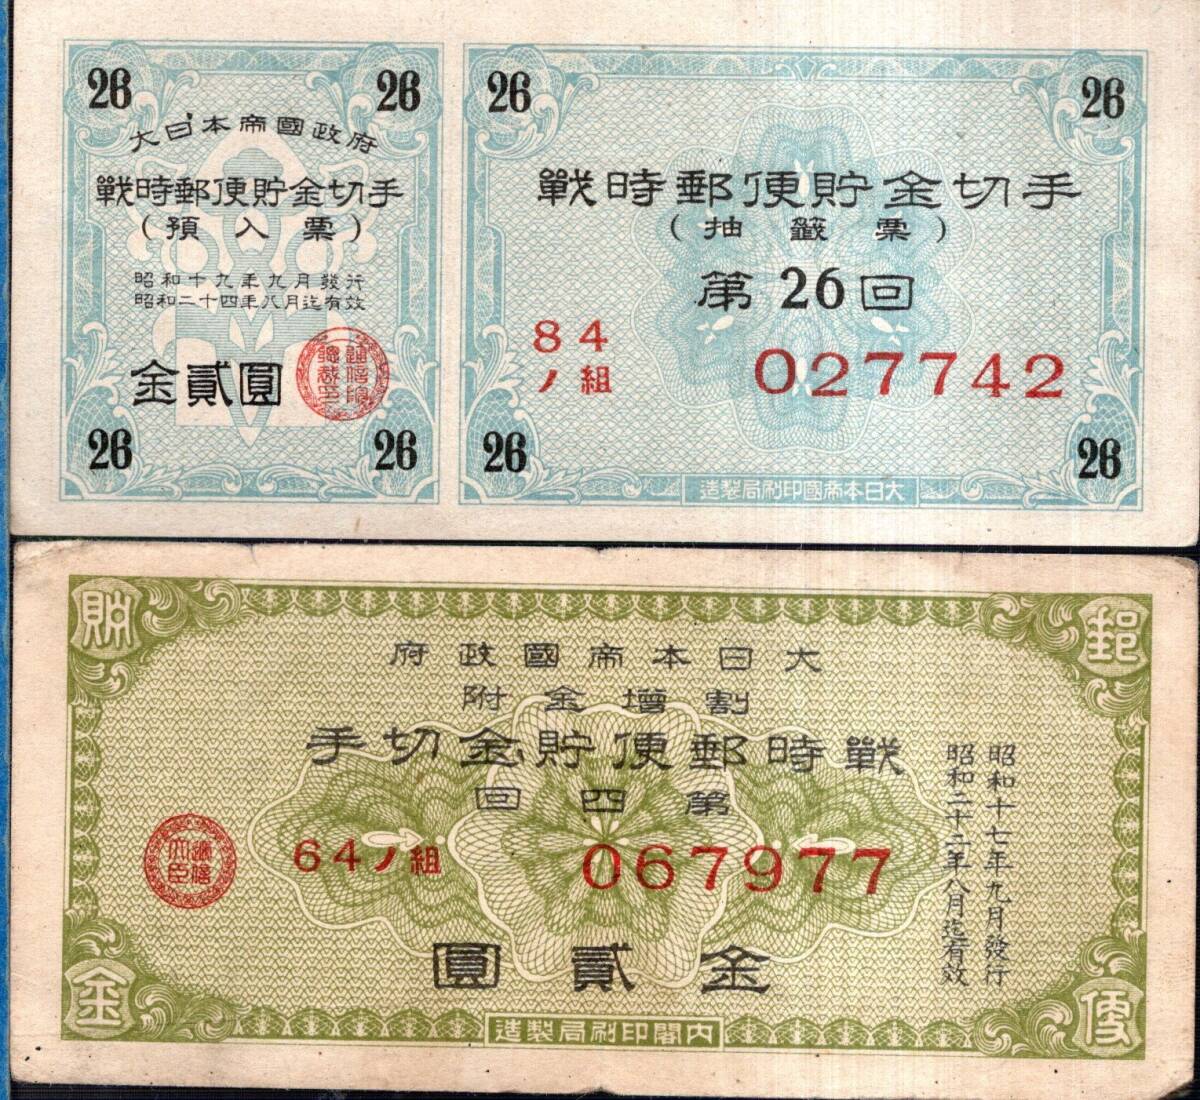 26 26
大日本帝國政府
戰時郵便貯金切手
(預入票)
昭和十九年九月發行
昭和二十四年八月迄有效
金貳圓
26 26
26 26
戰時郵便貯金切手
(抽籤票)
第26回
84ノ組
027742
26 26
造製局刷印國帝本日大
貯 郵
府政國帝本日大
附金增割
手切金貯便郵時戰
回四第
昭和十七年九月發行
昭和二十二年八月迄有效
64ノ組 067977
圓貳金
金 便
造製局刷印閣内